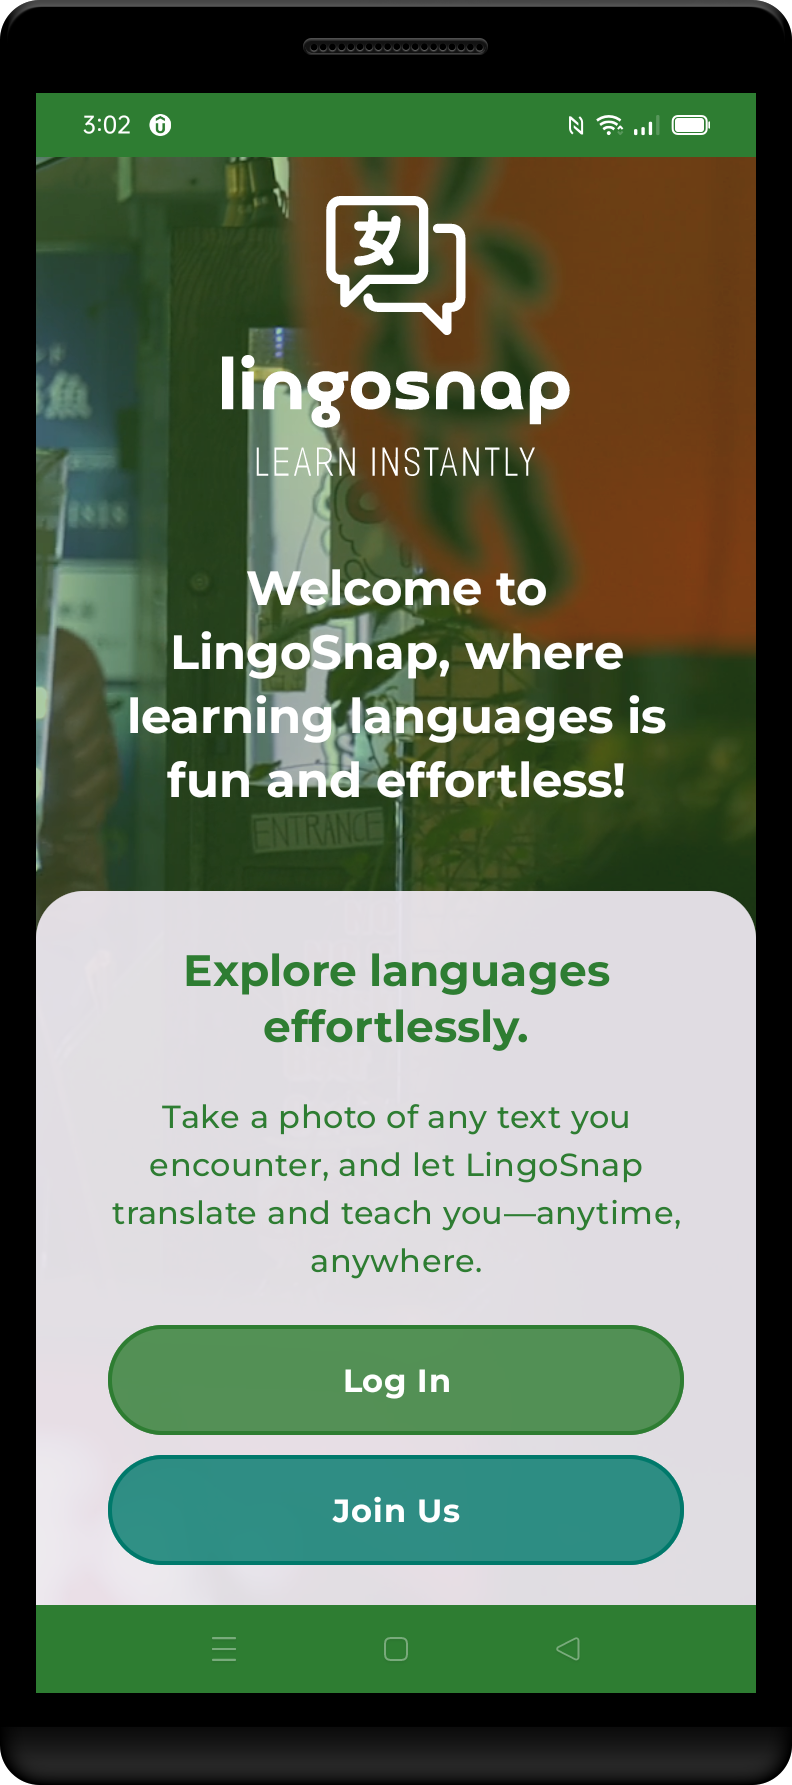 3:02
lingosnap
LEARN INSTANTLY
Welcome to
LingoSnap, where
learning languages is
fun and effortless!
ENTRANCE
Explore languages
effortlessly.
Take a photo of any text you
encounter, and let LingoSnap
translate and teach you—anytime,
anywhere.
Log In
Join Us